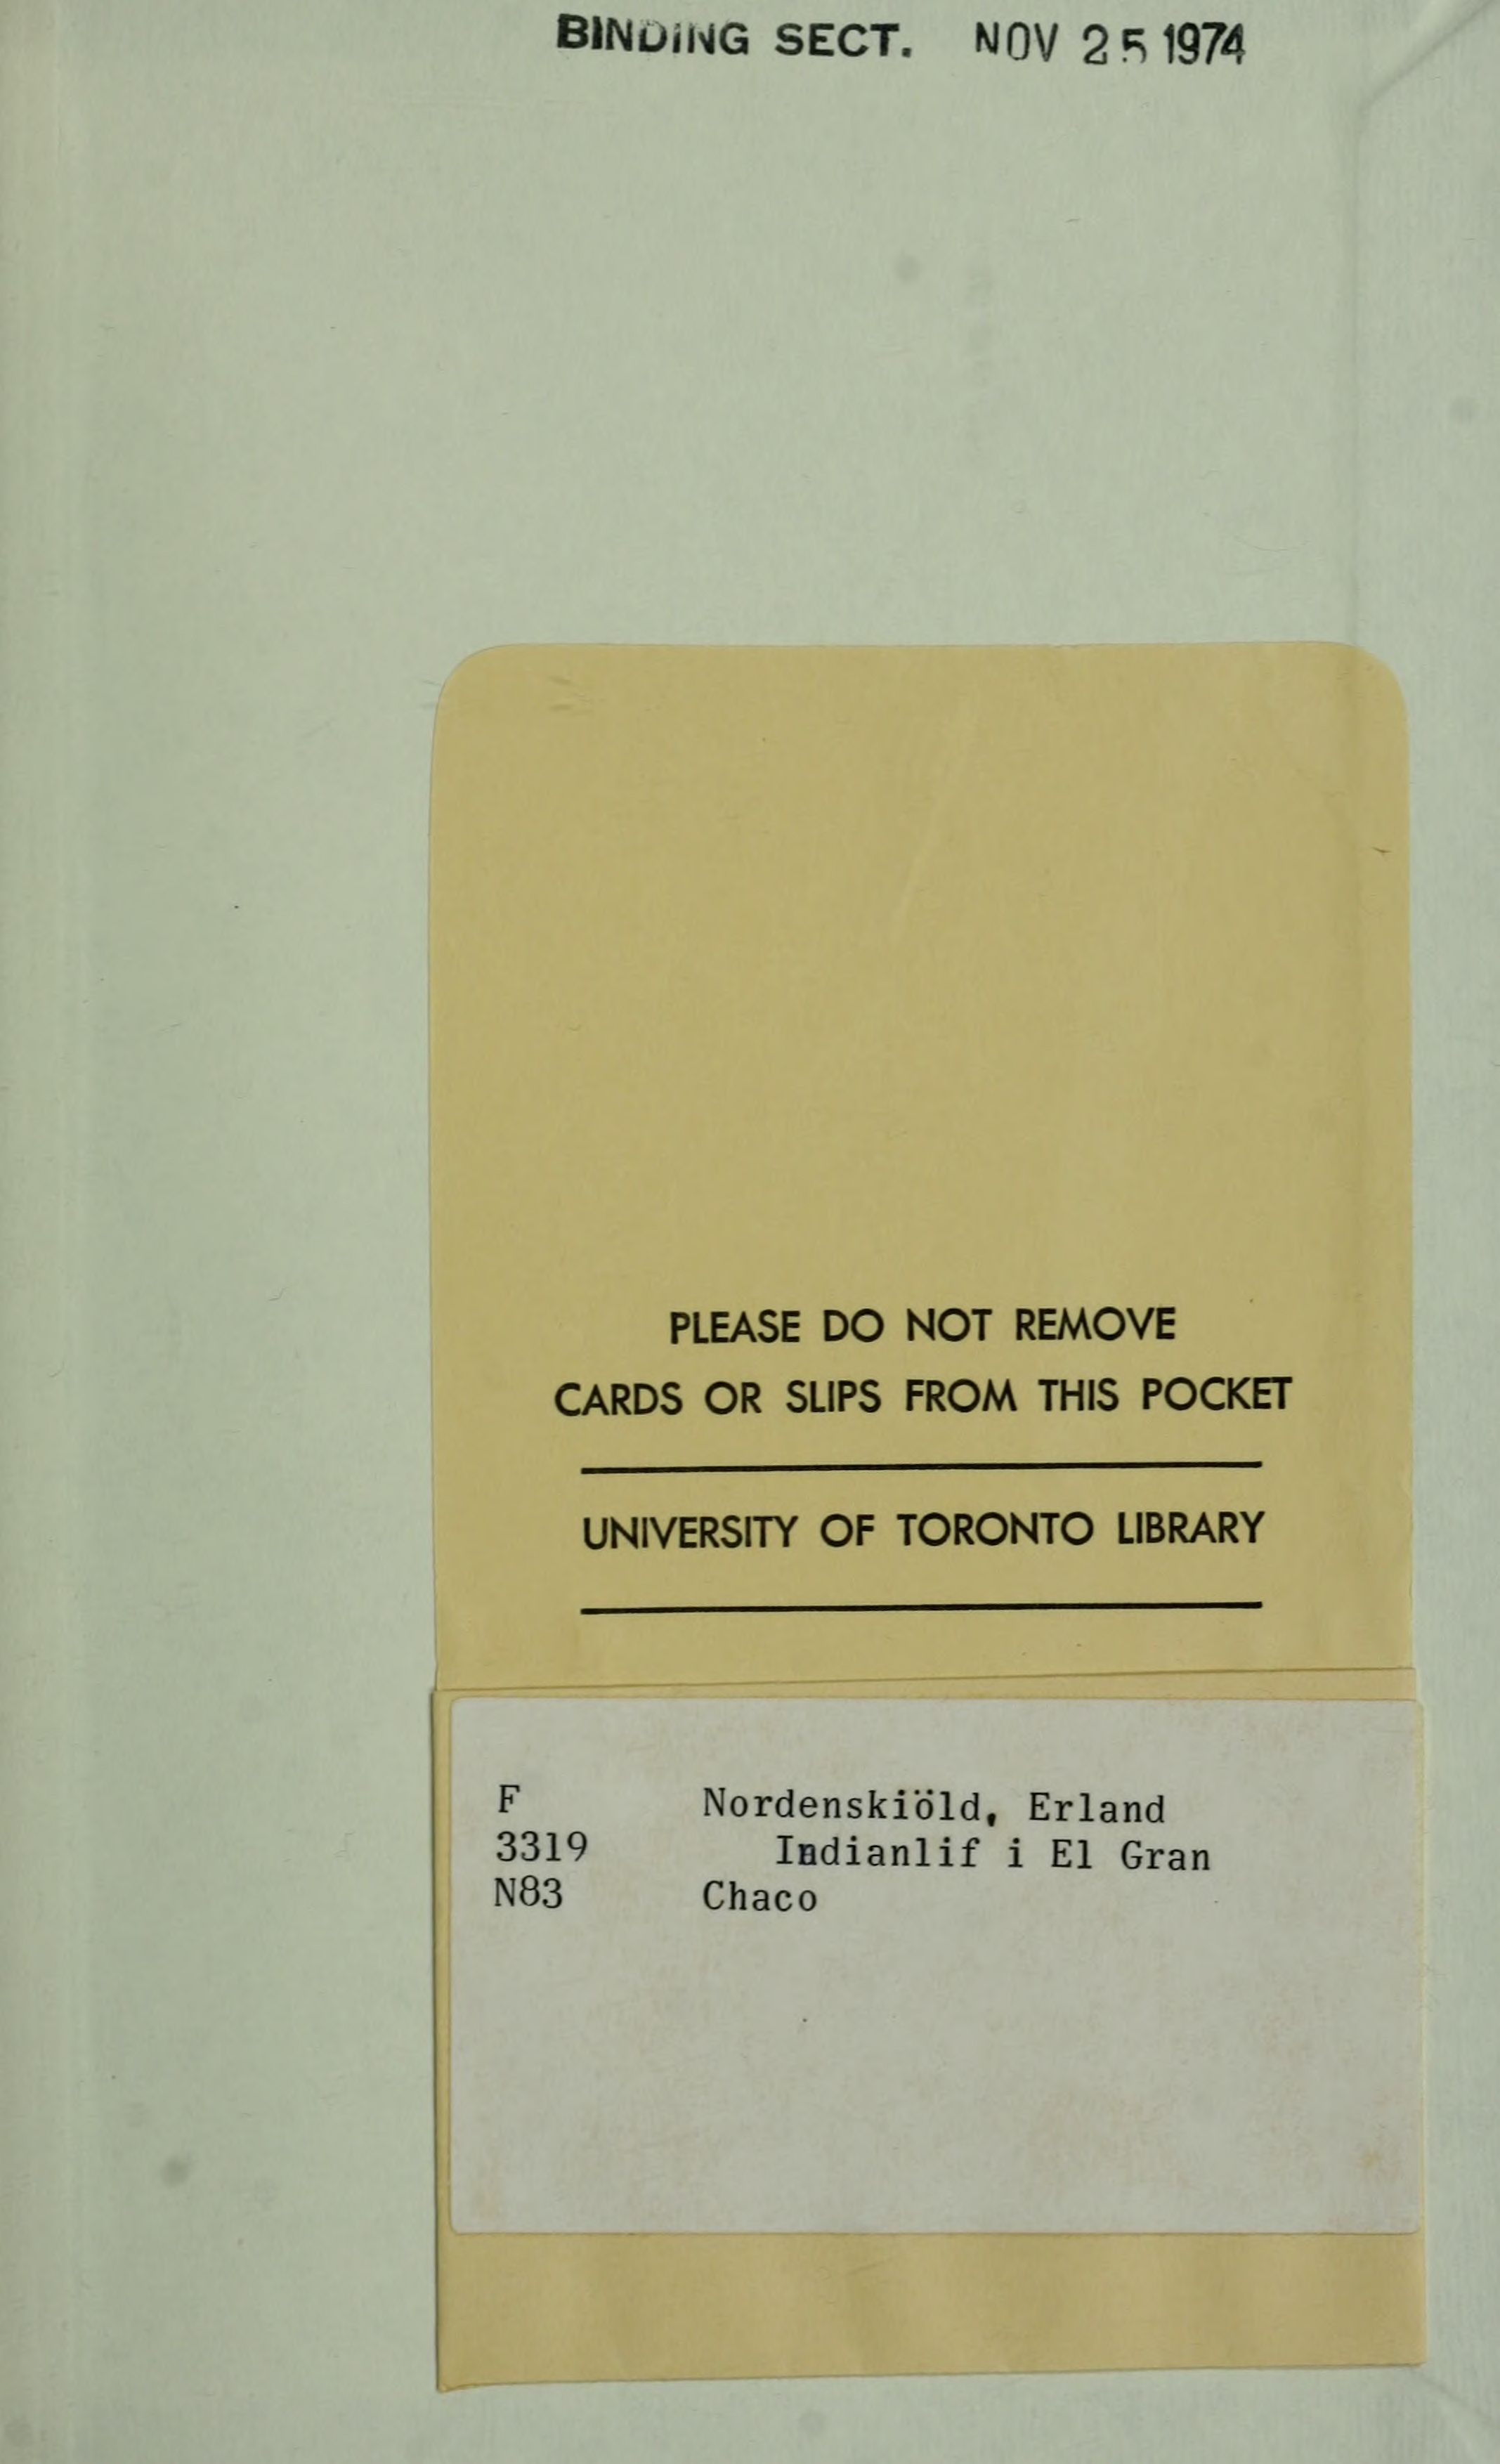 BINDING SECT. NOV 25 1974
PLEASE DO NOT REMOVE
CARDS OR SLIPS FROM THIS POCKET
UNIVERSITY OF TORONTO LIBRARY
F Nordenskiöld, Erland
3319 Indianlif i El Gran
N83 Chaco